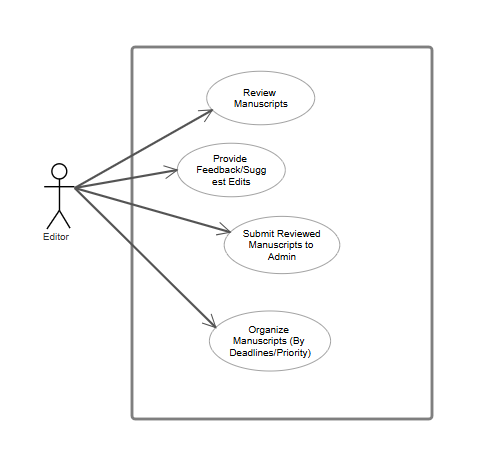 Review
Manuscripts
Provide
Feedback/Sugg
est Edits
Editor
Submit Reviewed
Manuscripts to
Admin
Organize
Manuscripts (By
Deadlines/Priority)